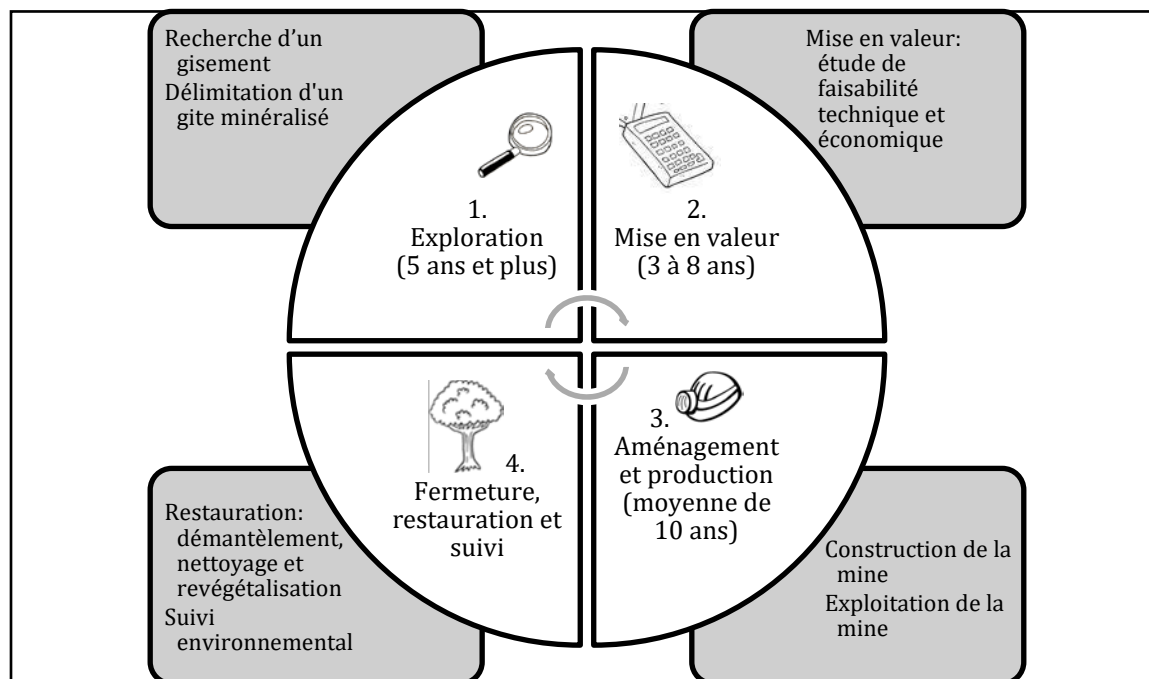 Recherche d’un
gisement
Délimitation d'un
gite minéralisé
1.
Exploration
(5 ans et plus)
2.
Mise en valeur
(3 à 8 ans)
Mise en valeur:
étude de
faisabilité
technique et
économique
3.
Aménagement
et production
(moyenne de
10 ans)
Construction de la
mine
Exploitation de la
mine
4.
Fermeture,
restauration et
suivi
Restauration:
démantèlement,
nettoyage et
revégétalisation
Suivi
environnemental